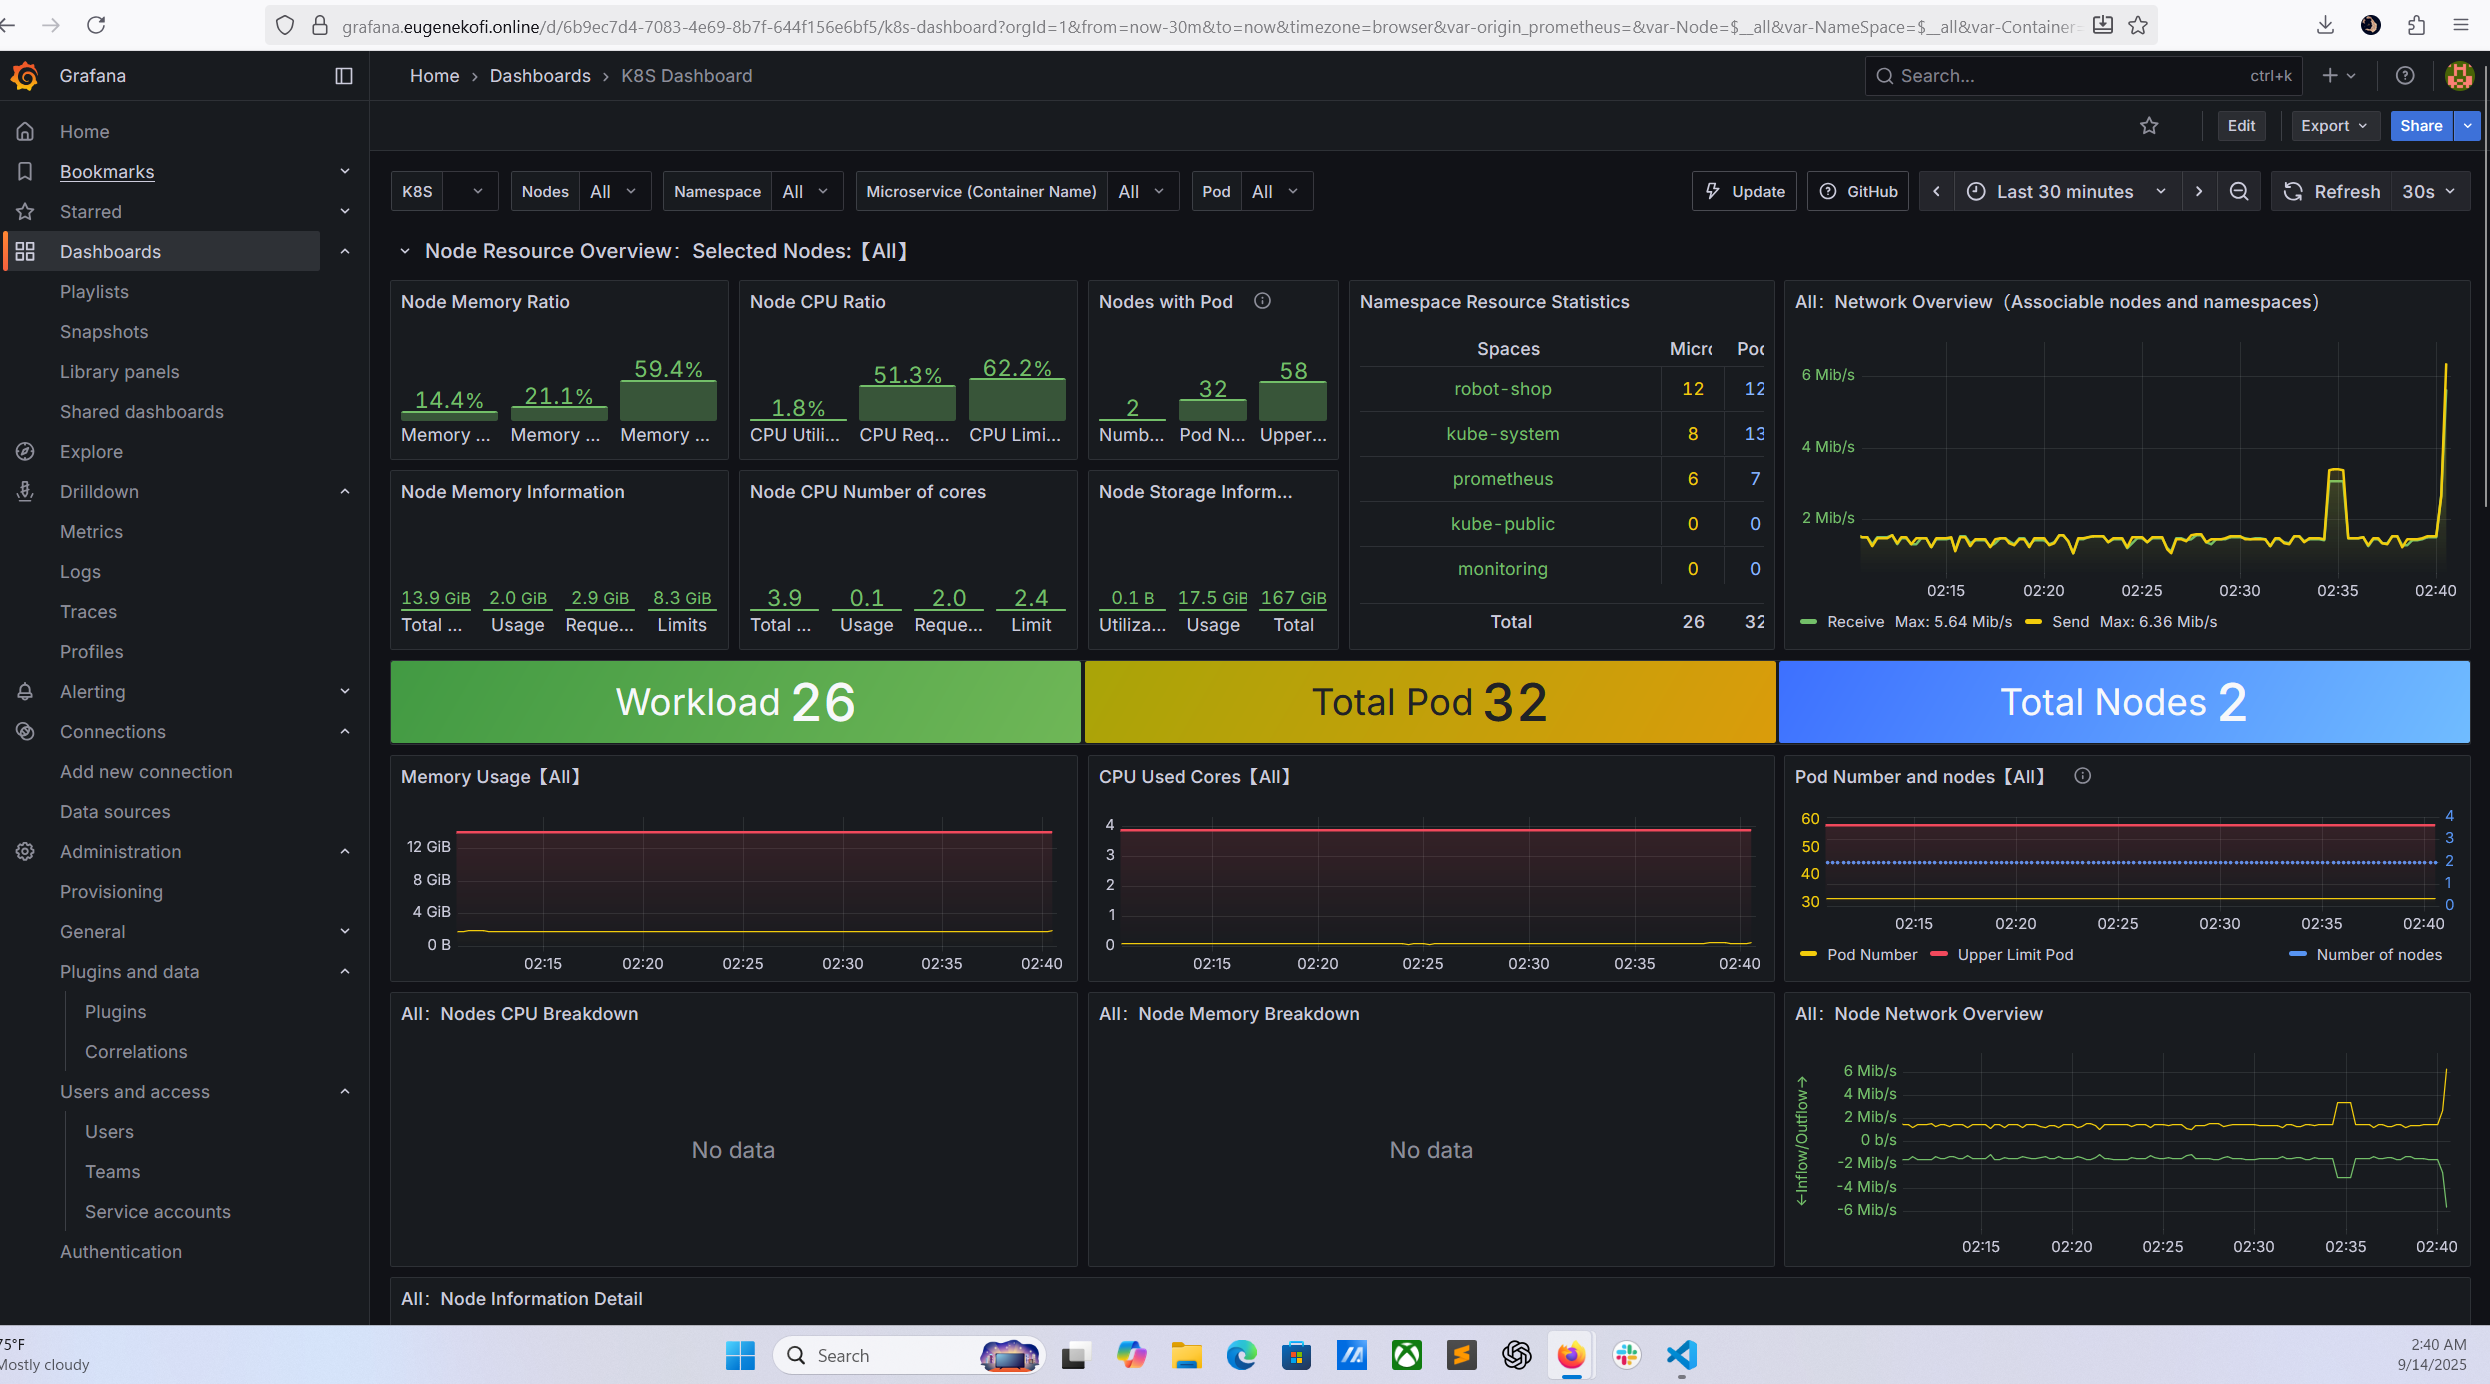 grafana.eugenekofi.online/d/6b9ec7d4-7083-4e69-8b7f-644f156e6bf5/k8s-dashboard?orgId=1&from=now-30m&to=now&timezone=browser&var-origin_prometheus=&var-Node=$__all&var-NameSpace=$__all&var-Container=
Grafana
Home › Dashboards › K8S Dashboard
Search... ctrl+k
Edit Export Share
Home
Bookmarks
Starred
Dashboards
Playlists
Snapshots
Library panels
Shared dashboards
Explore
Drilldown
Metrics
Logs
Traces
Profiles
Alerting
Connections
Add new connection
Data sources
Administration
Provisioning
General
Plugins and data
Plugins
Correlations
Users and access
Users
Teams
Service accounts
Authentication
K8S Nodes All Namespace All Microservice (Container Name) All Pod All
Update GitHub Last 30 minutes Refresh 30s
Node Resource Overview：Selected Nodes:【All】
Node Memory Ratio
14.4% 21.1% 59.4%
Memory ... Memory ... Memory ...
Node CPU Ratio
1.8% 51.3% 62.2%
CPU Utili... CPU Req... CPU Limi...
Nodes with Pod
2 32 58
Numb... Pod N... Upper...
Node Memory Information
13.9 GiB 2.0 GiB 2.9 GiB 8.3 GiB
Total ... Usage Reque... Limits
Node CPU Number of cores
3.9 0.1 2.0 2.4
Total ... Usage Reque... Limit
Node Storage Inform...
0.1 B 17.5 GiB 167 GiB
Utiliza... Usage Total
Namespace Resource Statistics
Spaces Micro Pod
robot-shop 12 12
kube-system 8 13
prometheus 6 7
kube-public 0 0
monitoring 0 0
Total 26 32
All：Network Overview（Associable nodes and namespaces）
6 Mib/s
4 Mib/s
2 Mib/s
02:15 02:20 02:25 02:30 02:35 02:40
Receive Max: 5.64 Mib/s Send Max: 6.36 Mib/s
Workload 26
Total Pod 32
Total Nodes 2
Memory Usage【All】
12 GiB
8 GiB
4 GiB
0 B
02:15 02:20 02:25 02:30 02:35 02:40
CPU Used Cores【All】
4
3
2
1
0
02:15 02:20 02:25 02:30 02:35 02:40
Pod Number and nodes【All】
60 4
3
50
2
40
1
30 0
02:15 02:20 02:25 02:30 02:35 02:40
Pod Number Upper Limit Pod Number of nodes
All：Nodes CPU Breakdown
No data
All：Node Memory Breakdown
No data
All：Node Network Overview
←Inflow/Outflow→
6 Mib/s
4 Mib/s
2 Mib/s
0 b/s
-2 Mib/s
-4 Mib/s
-6 Mib/s
02:15 02:20 02:25 02:30 02:35 02:40
All：Node Information Detail
75°F
Mostly cloudy
Search
2:40 AM
9/14/2025